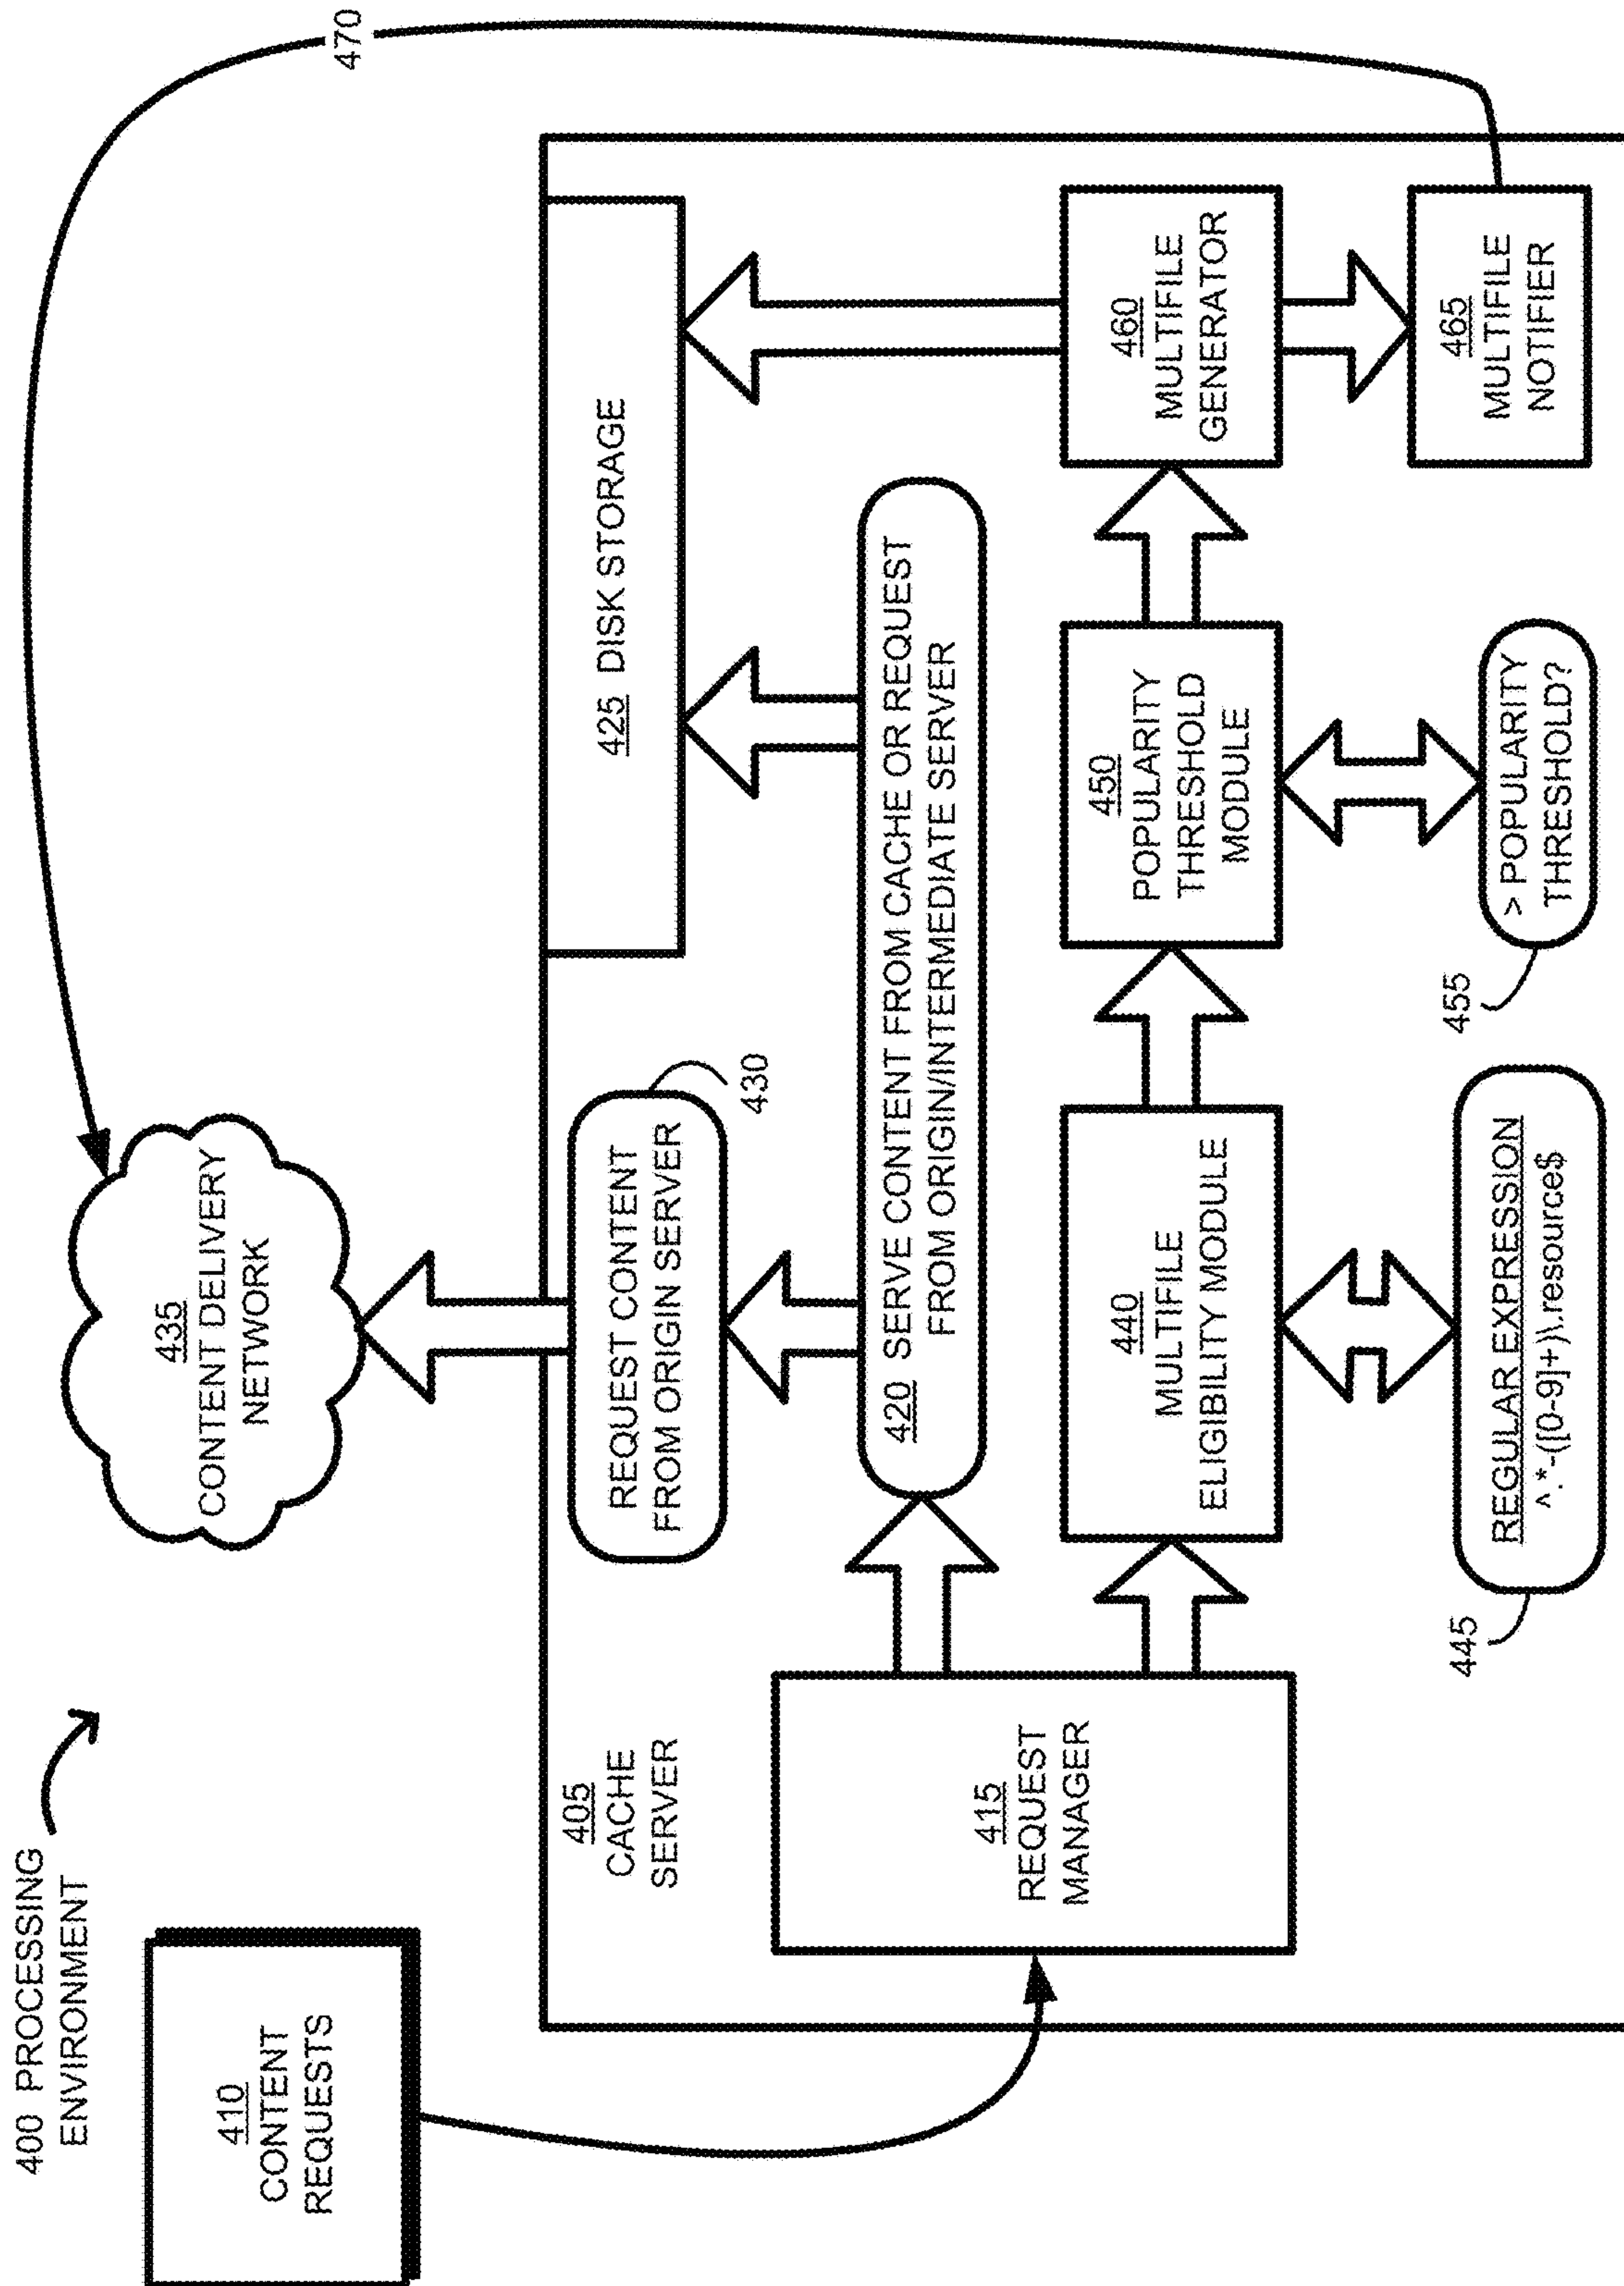 400 PROCESSING
ENVIRONMENT
410
CONTENT
REQUESTS
435
CONTENT DELIVERY
NETWORK
470
405
CACHE
SERVER
REQUEST CONTENT
FROM ORIGIN SERVER
430
425 DISK STORAGE
415
REQUEST
MANAGER
420 SERVE CONTENT FROM CACHE OR REQUEST
FROM ORIGIN/INTERMEDIATE SERVER
440
MULTIFILE
ELIGIBILITY MODULE
450
POPULARITY
THRESHOLD
MODULE
460
MULTIFILE
GENERATOR
445
REGULAR EXPRESSION
^.*-([0-9]+)\.resource$
455
> POPULARITY
THRESHOLD?
465
MULTIFILE
NOTIFIER